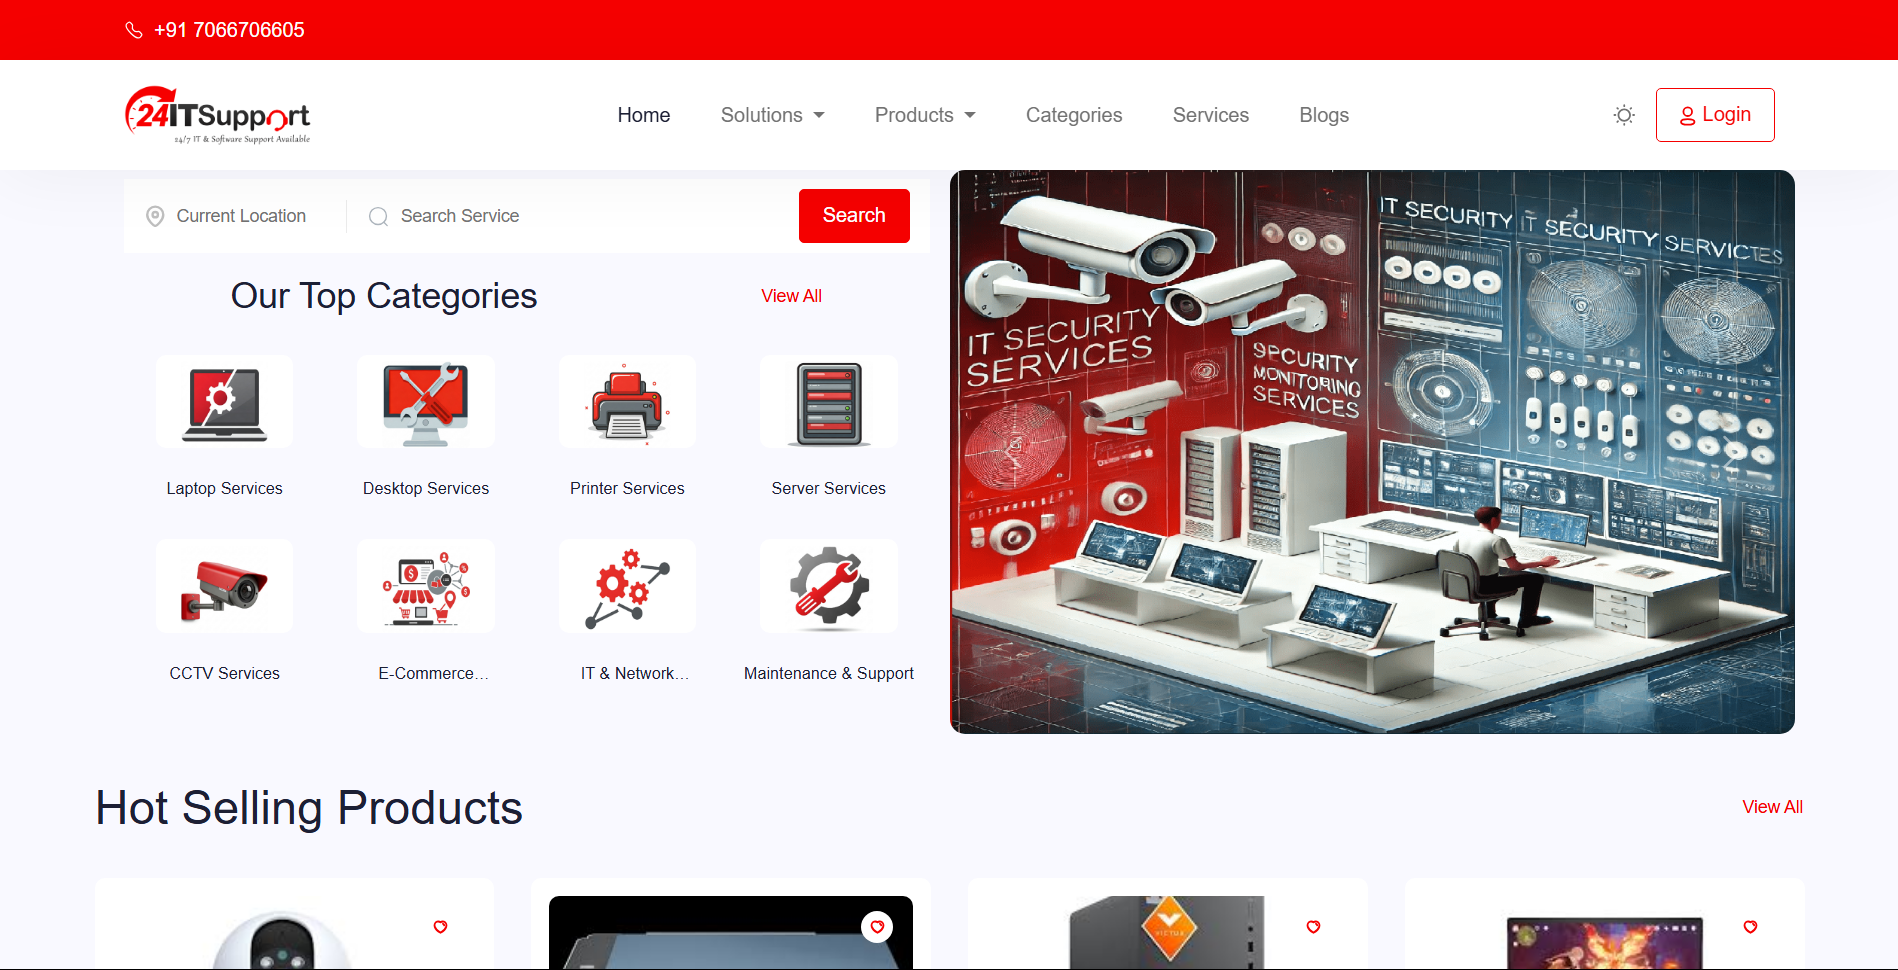 +91 7066706605
24ITSupport
24/7 IT & Software Support Available
Home
Solutions
Products
Categories
Services
Blogs
Login
Current Location
Search Service
Search
Our Top Categories
View All
Laptop Services
Desktop Services
Printer Services
Server Services
CCTV Services
E-Commerce...
IT & Network...
Maintenance & Support
IT SECURITY
IT SECURITY SERVICTES
IT SECURITY
SERVICES
SPCURITY
MONITORING
SERVICES
Hot Selling Products
View All
VICTUS